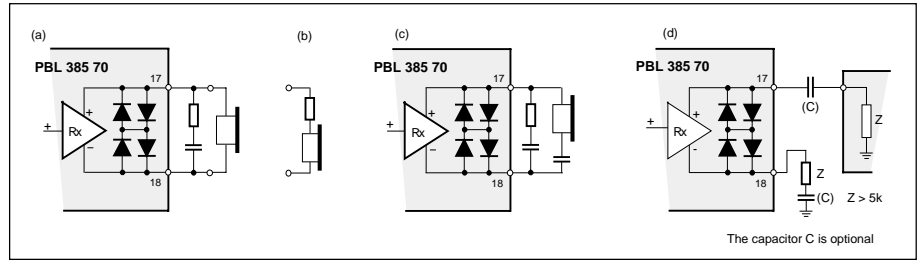 (a)
PBL 385 70
17
+
+
Rx
−
18
(b)
(c)
PBL 385 70
17
+
+
Rx
−
18
(d)
PBL 385 70
17
(C)
+
+
Rx
-
Z
18
Z
(C)
Z > 5k
The capacitor C is optional